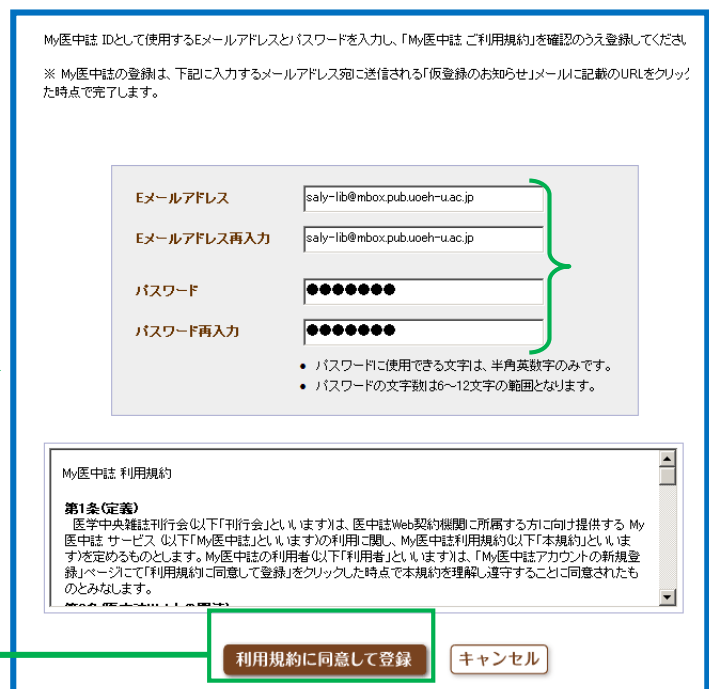 My医中誌 IDとして使用するEメールアドレスとパスワードを入力し、「My医中誌 ご利用規約」を確認のうえ登録してくださ
※ My医中誌の登録は、下記に入力するメールアドレス宛に送信される「仮登録のお知らせ」メールに記載のURLをクリック
た時点で完了します。
Eメールアドレス saly-lib@mbox.pub.uoeh-u.ac.jp
Eメールアドレス再入力 saly-lib@mbox.pub.uoeh-u.ac.jp
パスワード ●●●●●●●
パスワード再入力 ●●●●●●●
• パスワードに使用できる文字は、半角英数字のみです。
• パスワードの文字数は6～12文字の範囲となります。
My医中誌 利用規約
第1条(定義)
医学中央雑誌刊行会(以下「刊行会」といいます)は、医中誌Web契約機関に所属する方に向け提供する My
医中誌 サービス (以下「My医中誌」といいます)の利用に関し、My医中誌利用規約(以下「本規約」といいま
す)を定めるものとします。My医中誌の利用者(以下「利用者」といいます)は、「My医中誌アカウントの新規登
録」ページにて「利用規約に同意して登録」をクリックした時点で本規約を理解し遵守することに同意されたも
のとみなします。
利用規約に同意して登録 キャンセル